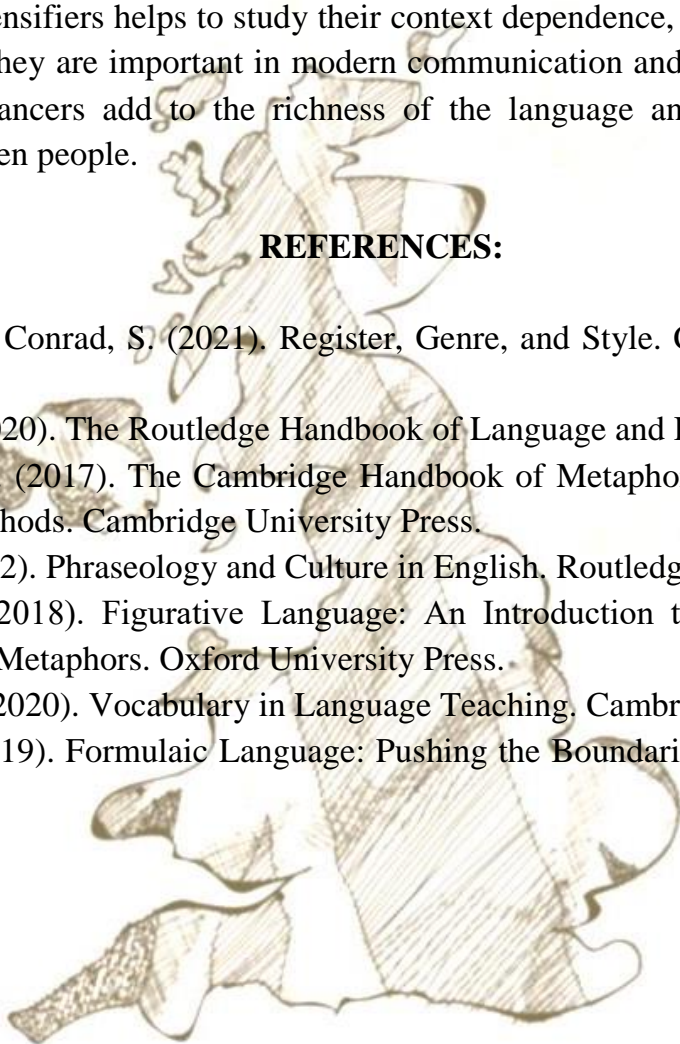 ensifiers helps to study their context dependence,
hey are important in modern communication and
ancers add to the richness of the language an
en people.
REFERENCES:
Conrad, S. (2021). Register, Genre, and Style. C
20). The Routledge Handbook of Language and
(2017). The Cambridge Handbook of Metapho
hods. Cambridge University Press.
2). Phraseology and Culture in English. Routledg
2018). Figurative Language: An Introduction t
Metaphors. Oxford University Press.
2020). Vocabulary in Language Teaching. Cambr
19). Formulaic Language: Pushing the Boundari